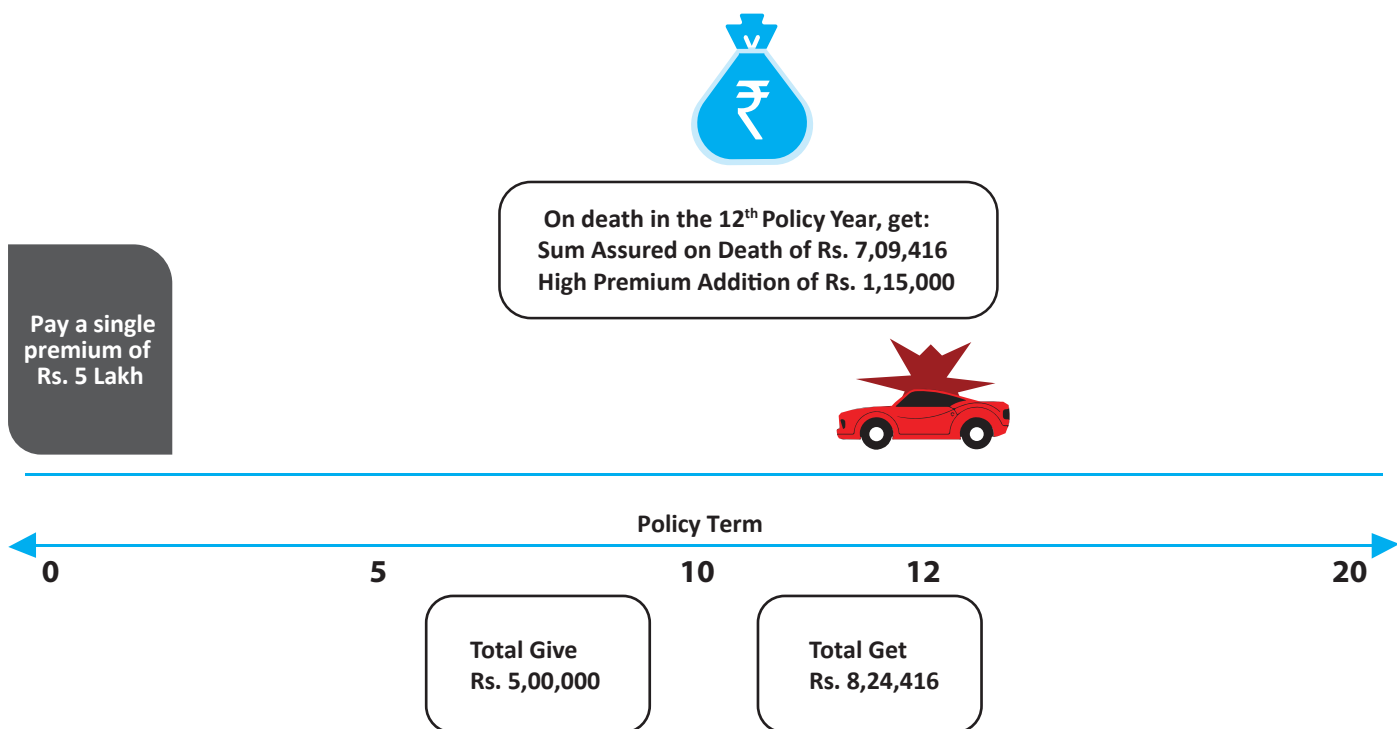 ₹
On death in the 12th Policy Year, get:
Sum Assured on Death of Rs. 7,09,416
High Premium Addition of Rs. 1,15,000
Pay a single
premium of
Rs. 5 Lakh
Policy Term
0 5 10 12 20
Total Give
Rs. 5,00,000
Total Get
Rs. 8,24,416